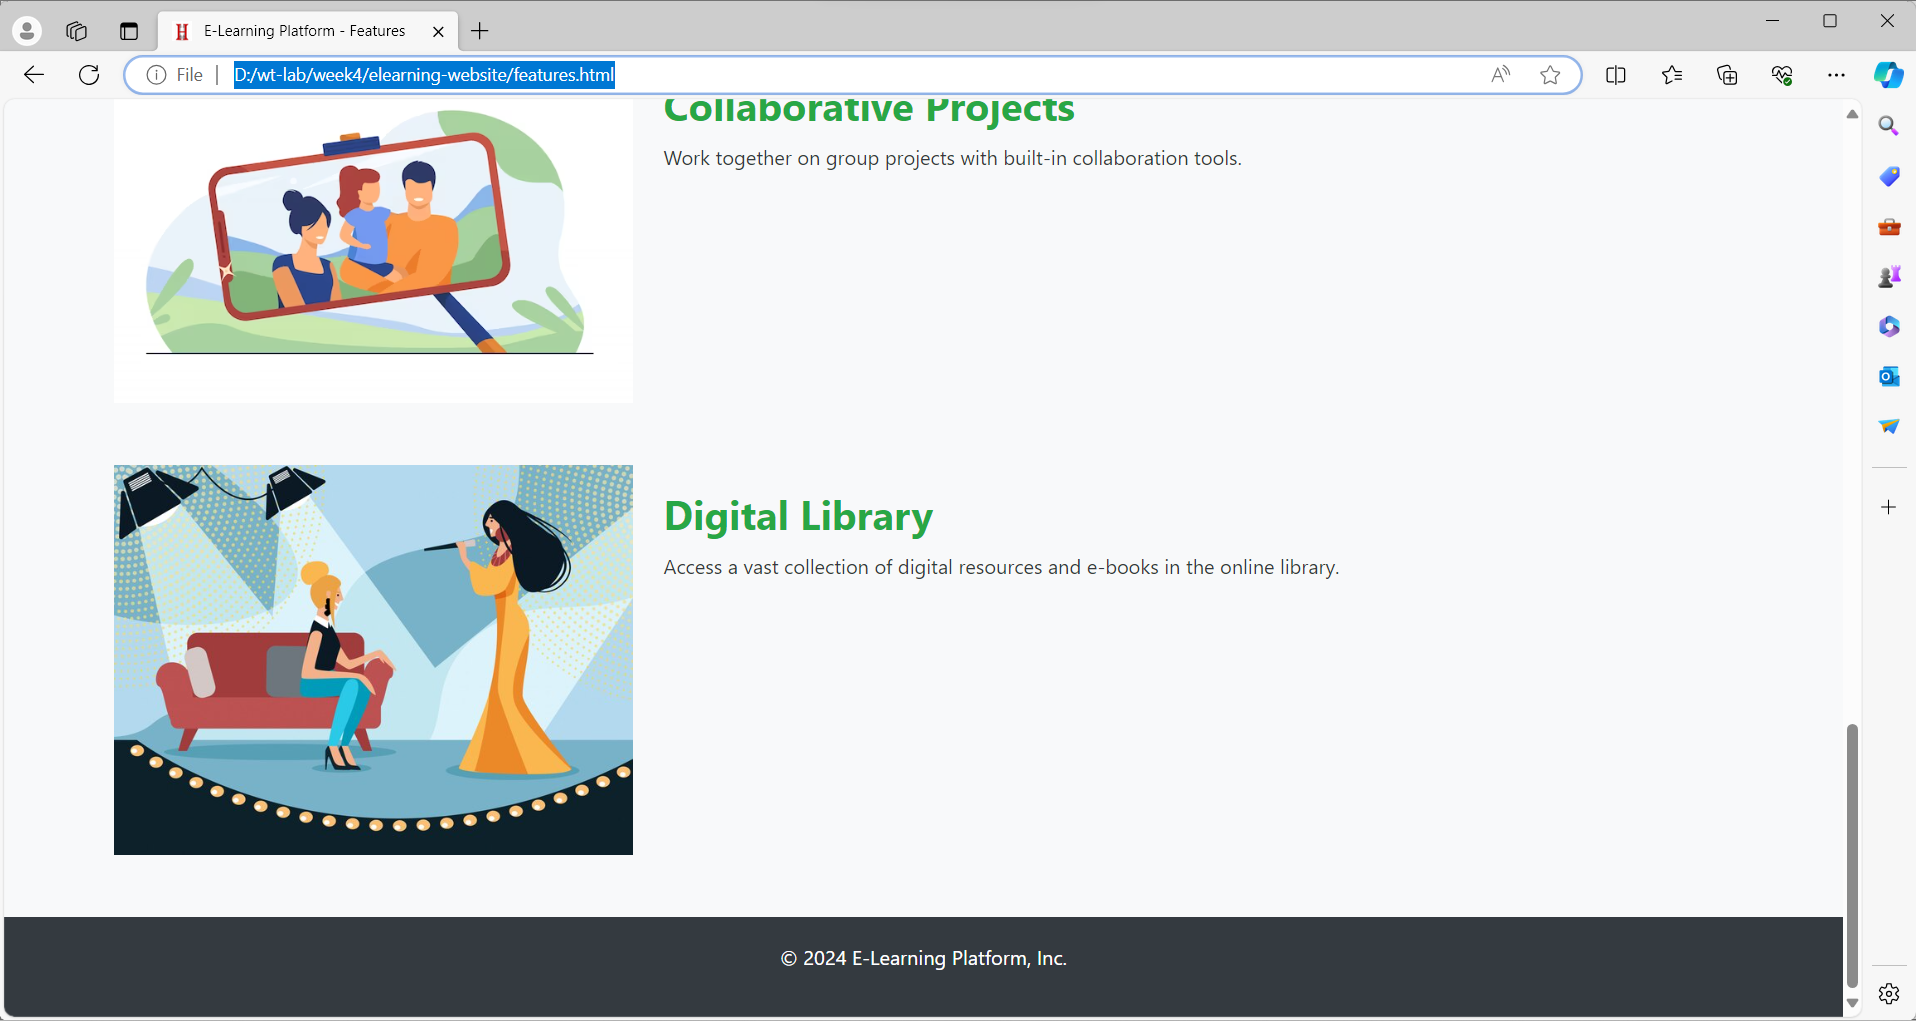 E-Learning Platform - Features
File
D:/wt-lab/week4/elearning-website/features.html
Collaborative Projects
Work together on group projects with built-in collaboration tools.
Digital Library
Access a vast collection of digital resources and e-books in the online library.
© 2024 E-Learning Platform, Inc.